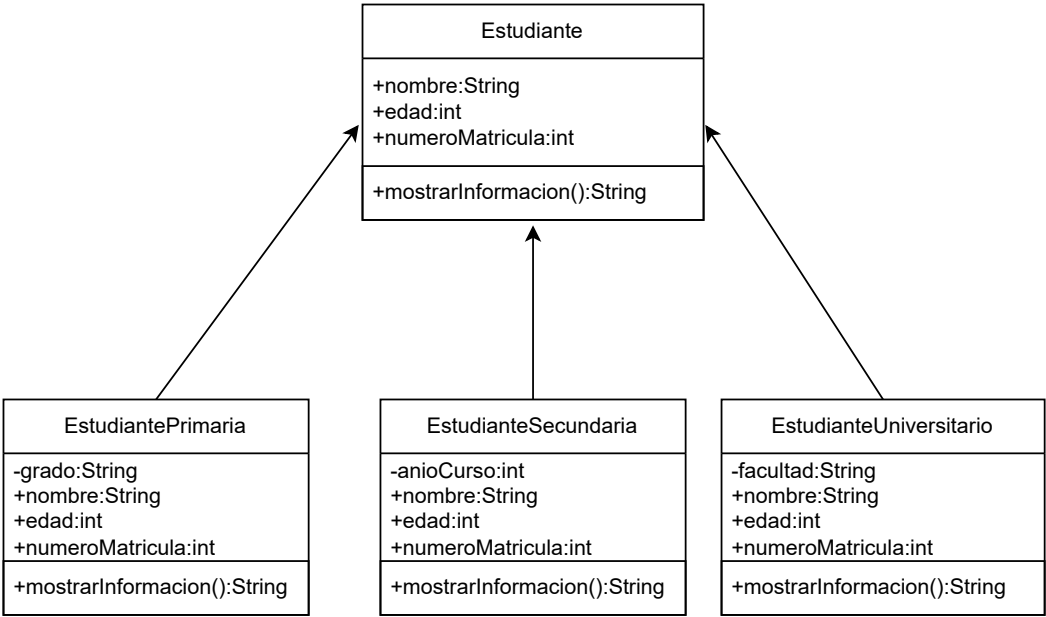 Estudiante
+nombre:String
+edad:int
+numeroMatricula:int
+mostrarInformacion():String
EstudiantePrimaria
-grado:String
+nombre:String
+edad:int
+numeroMatricula:int
+mostrarInformacion():String
EstudianteSecundaria
-anioCurso:int
+nombre:String
+edad:int
+numeroMatricula:int
+mostrarInformacion():String
EstudianteUniversitario
-facultad:String
+nombre:String
+edad:int
+numeroMatricula:int
+mostrarInformacion():String